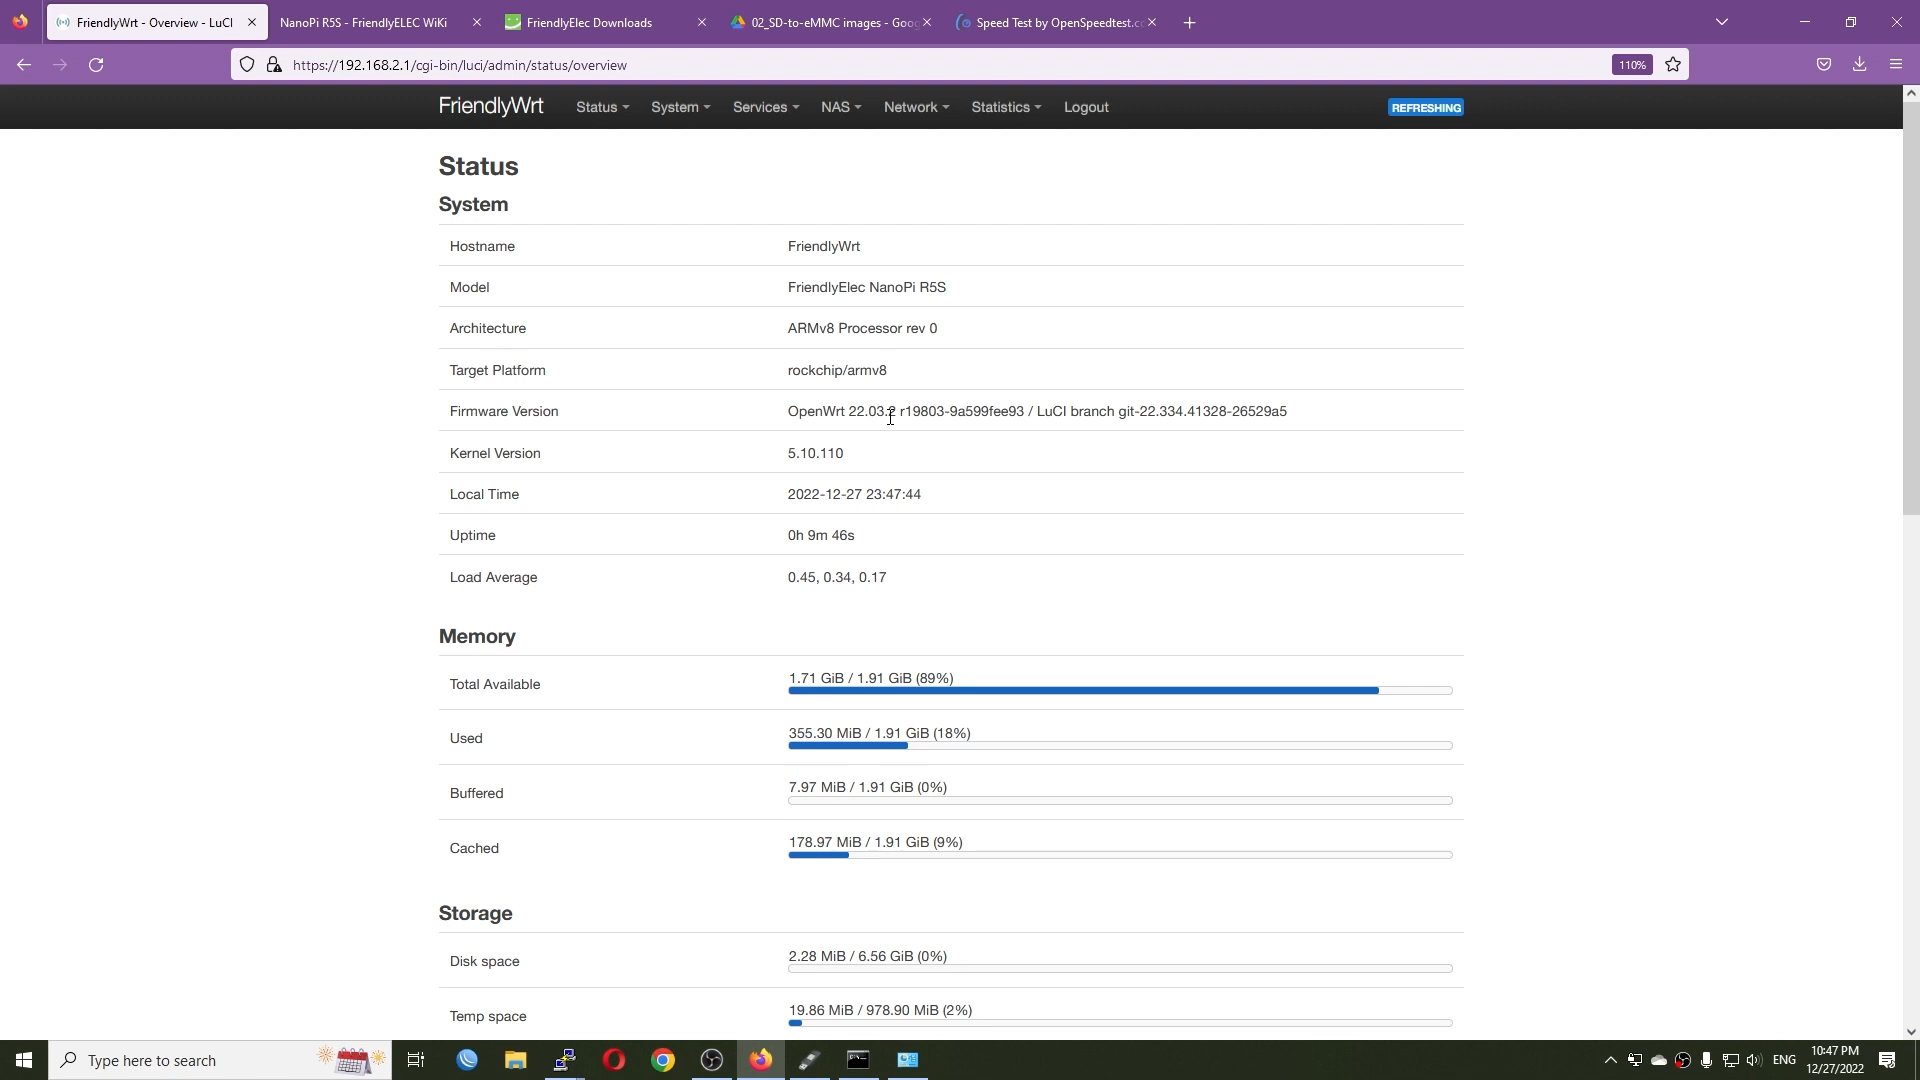 FriendlyWrt - Overview - LuCI
NanoPi R5S - FriendlyELEC WiKi
FriendlyElec Downloads
02_SD-to-eMMC images - Goog
Speed Test by OpenSpeedtest.c
https://192.168.2.1/cgi-bin/luci/admin/status/overview
110%
FriendlyWrt Status System Services NAS Network Statistics Logout REFRESHING
Status
System
Hostname FriendlyWrt
Model FriendlyElec NanoPi R5S
Architecture ARMv8 Processor rev 0
Target Platform rockchip/armv8
Firmware Version OpenWrt 22.03.2 r19803-9a599fee93 / LuCI branch git-22.334.41328-26529a5
Kernel Version 5.10.110
Local Time 2022-12-27 23:47:44
Uptime 0h 9m 46s
Load Average 0.45, 0.34, 0.17
Memory
Total Available 1.71 GiB / 1.91 GiB (89%)
Used 355.30 MiB / 1.91 GiB (18%)
Buffered 7.97 MiB / 1.91 GiB (0%)
Cached 178.97 MiB / 1.91 GiB (9%)
Storage
Disk space 2.28 MiB / 6.56 GiB (0%)
Temp space 19.86 MiB / 978.90 MiB (2%)
Type here to search
ENG
10:47 PM
12/27/2022